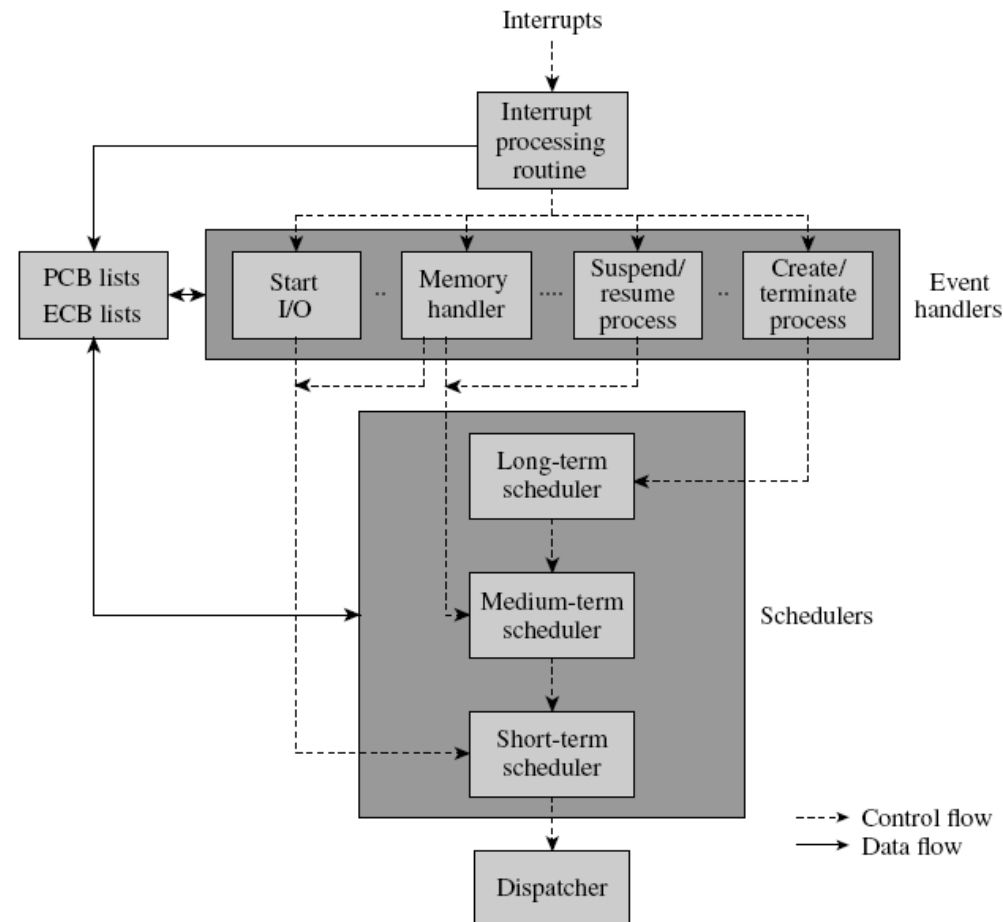 Interrupts
Interrupt
processing
routine
PCB lists
ECB lists
Start
I/O
..
Memory
handler
....
Suspend/
resume
process
..
Create/
terminate
process
Event
handlers
Long-term
scheduler
Medium-term
scheduler
Schedulers
Short-term
scheduler
Control flow
Data flow
Dispatcher